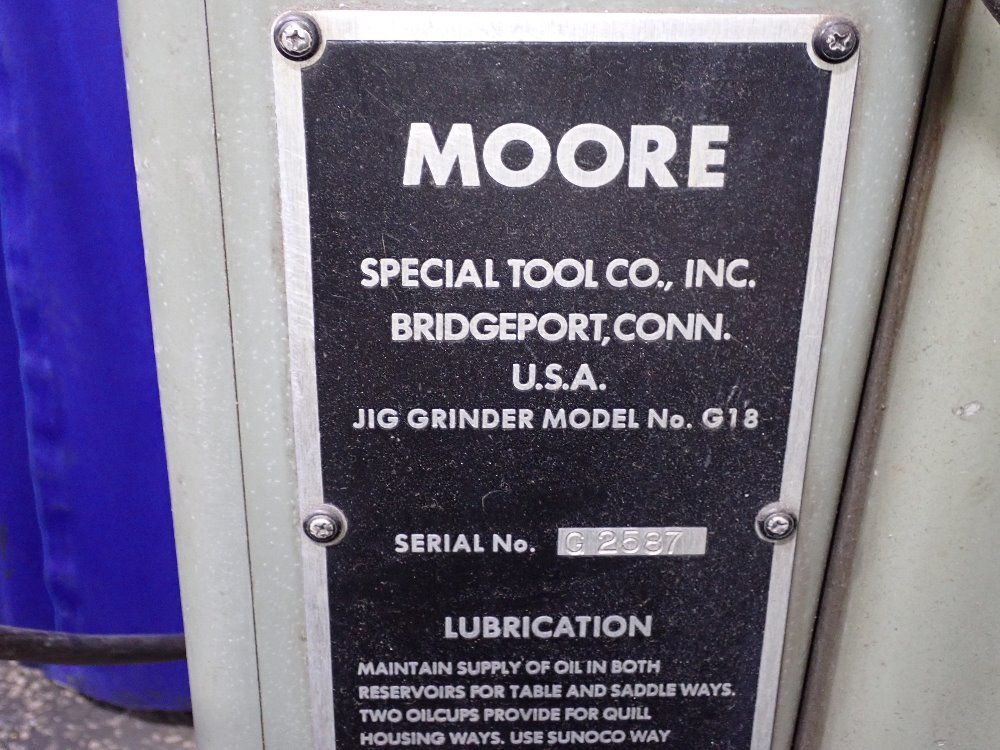 MOORE
SPECIAL TOOL CO., INC.
BRIDGEPORT, CONN.
U.S.A.
JIG GRINDER MODEL No. G18
SERIAL No. G 2587
LUBRICATION
MAINTAIN SUPPLY OF OIL IN BOTH
RESERVOIRS FOR TABLE AND SADDLE WAYS.
TWO OILCUPS PROVIDE FOR QUILL
HOUSING WAYS. USE SUNOCO WAY